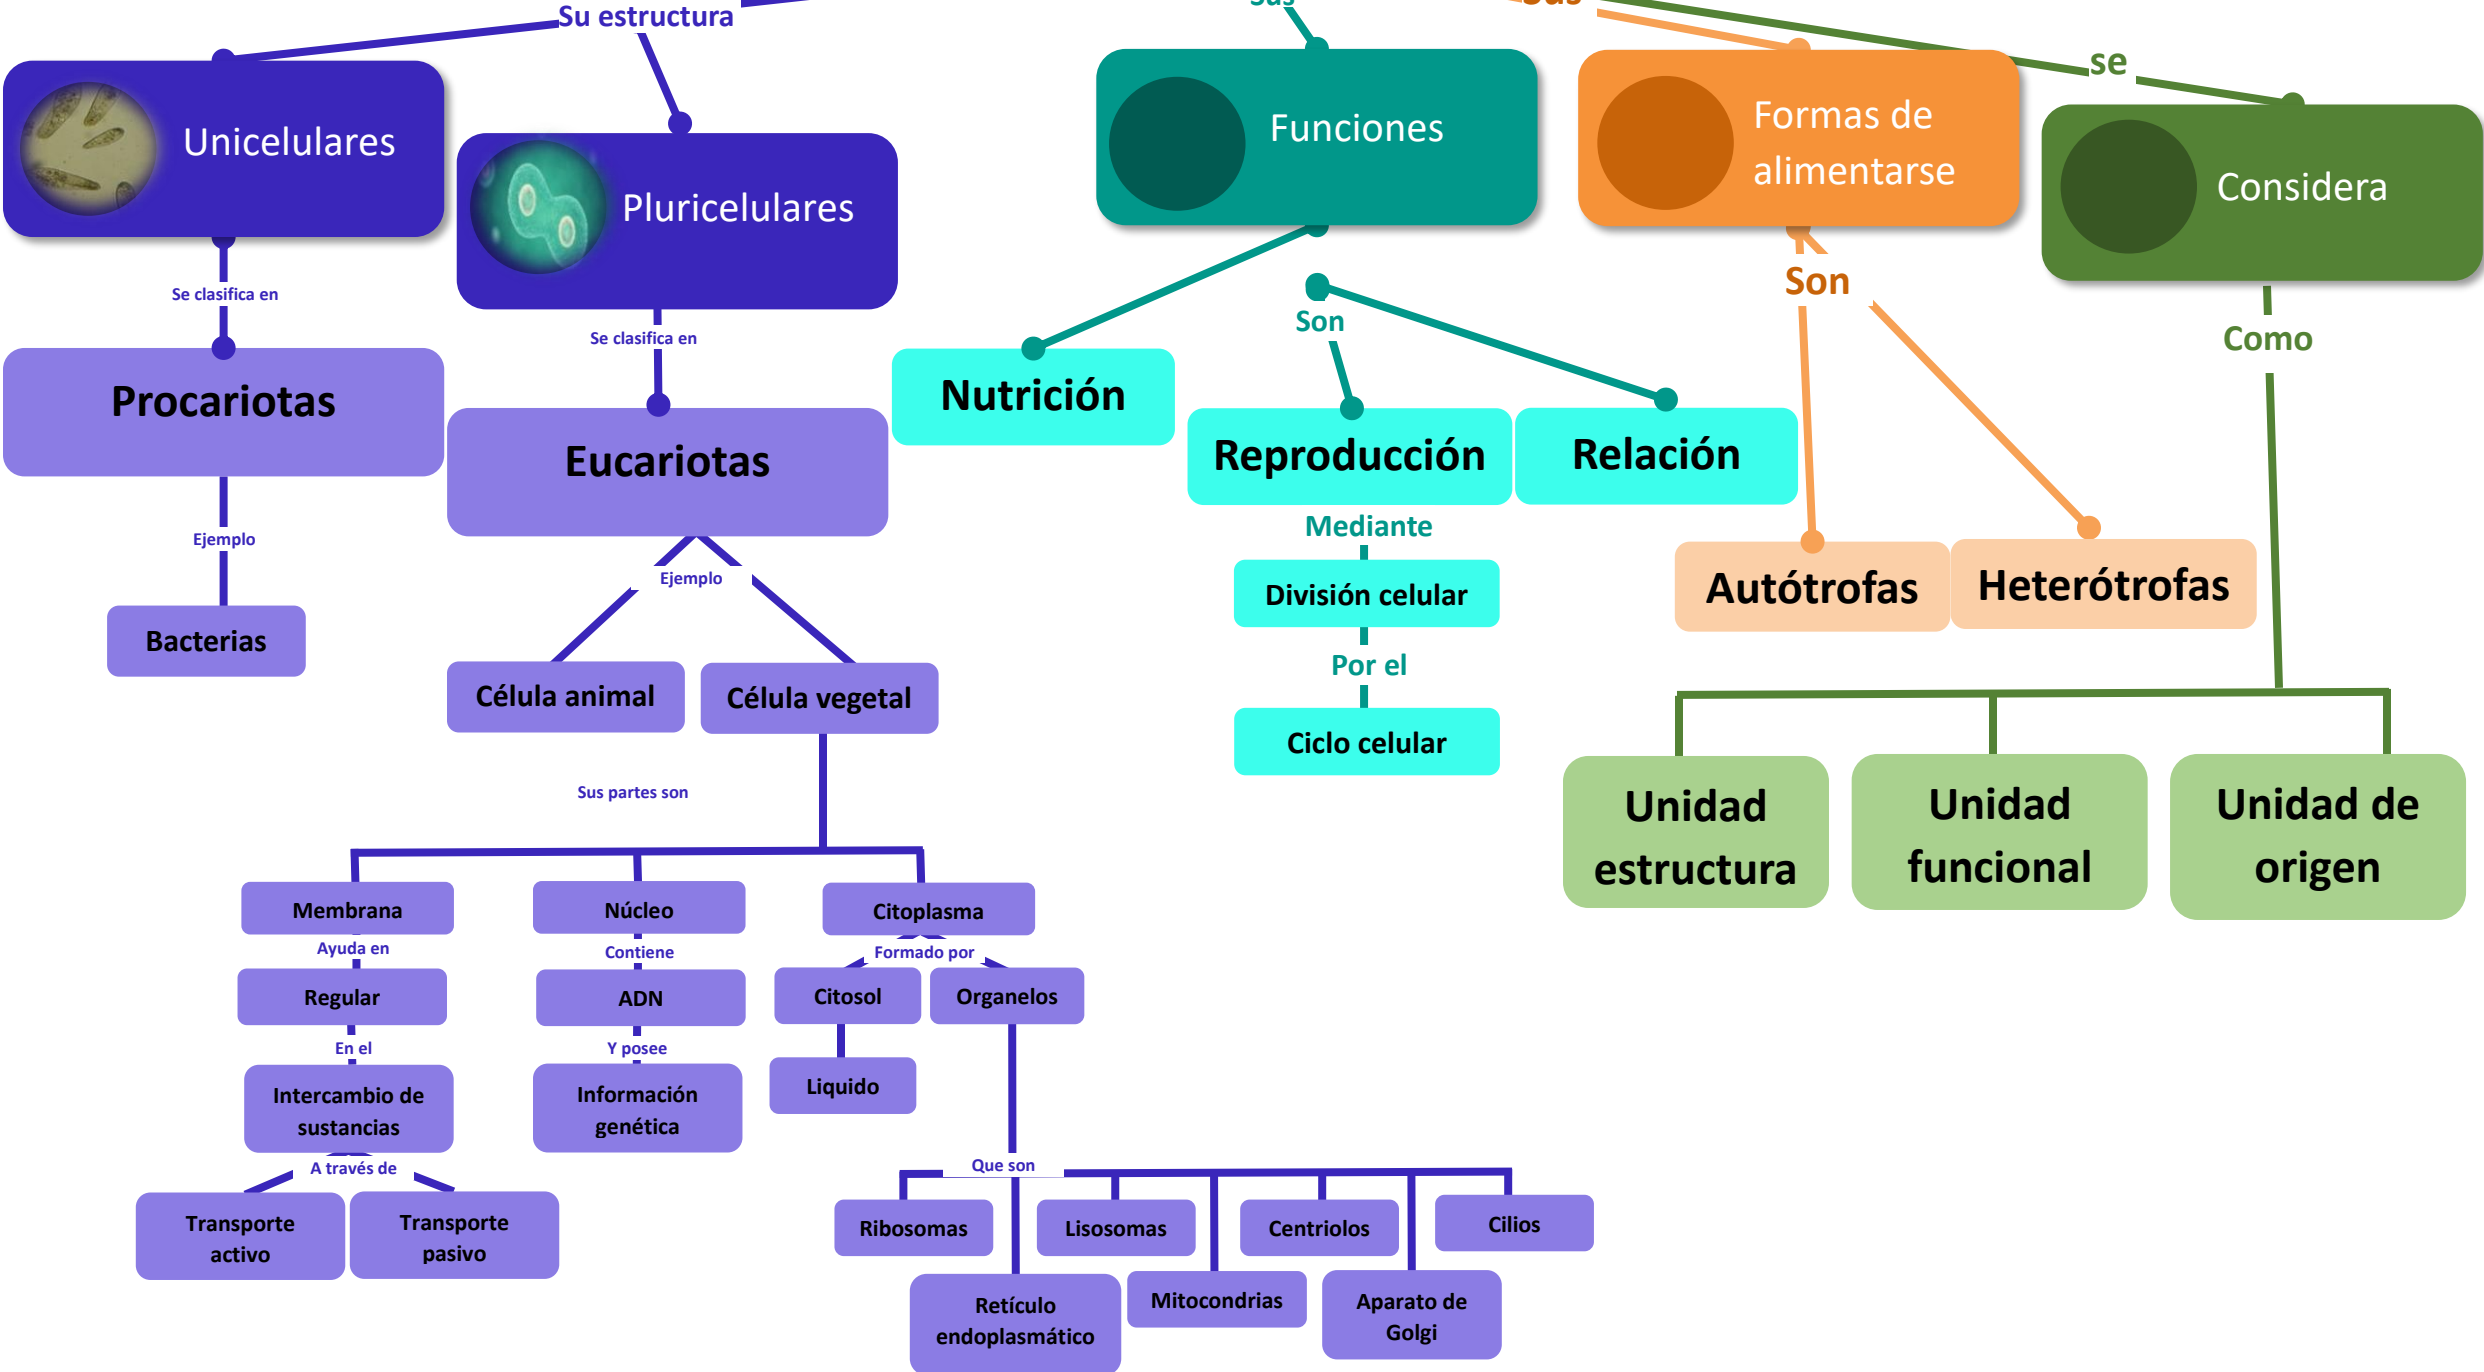 Su estructura
Sus
Sus
se
Unicelulares
Pluricelulares
Funciones
Formas de
alimentarse
Considera
Se clasifica en
Se clasifica en
Son
Son
Como
Procariotas
Eucariotas
Nutrición
Reproducción
Relación
Ejemplo
Ejemplo
Mediante
División celular
Autótrofas
Heterótrofas
Bacterias
Célula animal
Célula vegetal
Por el
Ciclo celular
Sus partes son
Unidad
estructura
Unidad
funcional
Unidad de
origen
Membrana
Núcleo
Citoplasma
Ayuda en
Contiene
Formado por
Regular
ADN
Citosol
Organelos
En el
Y posee
Intercambio de
sustancias
Información
genética
Liquido
A través de
Que son
Transporte
activo
Transporte
pasivo
Ribosomas
Lisosomas
Centriolos
Cilios
Retículo
endoplasmático
Mitocondrias
Aparato de
Golgi